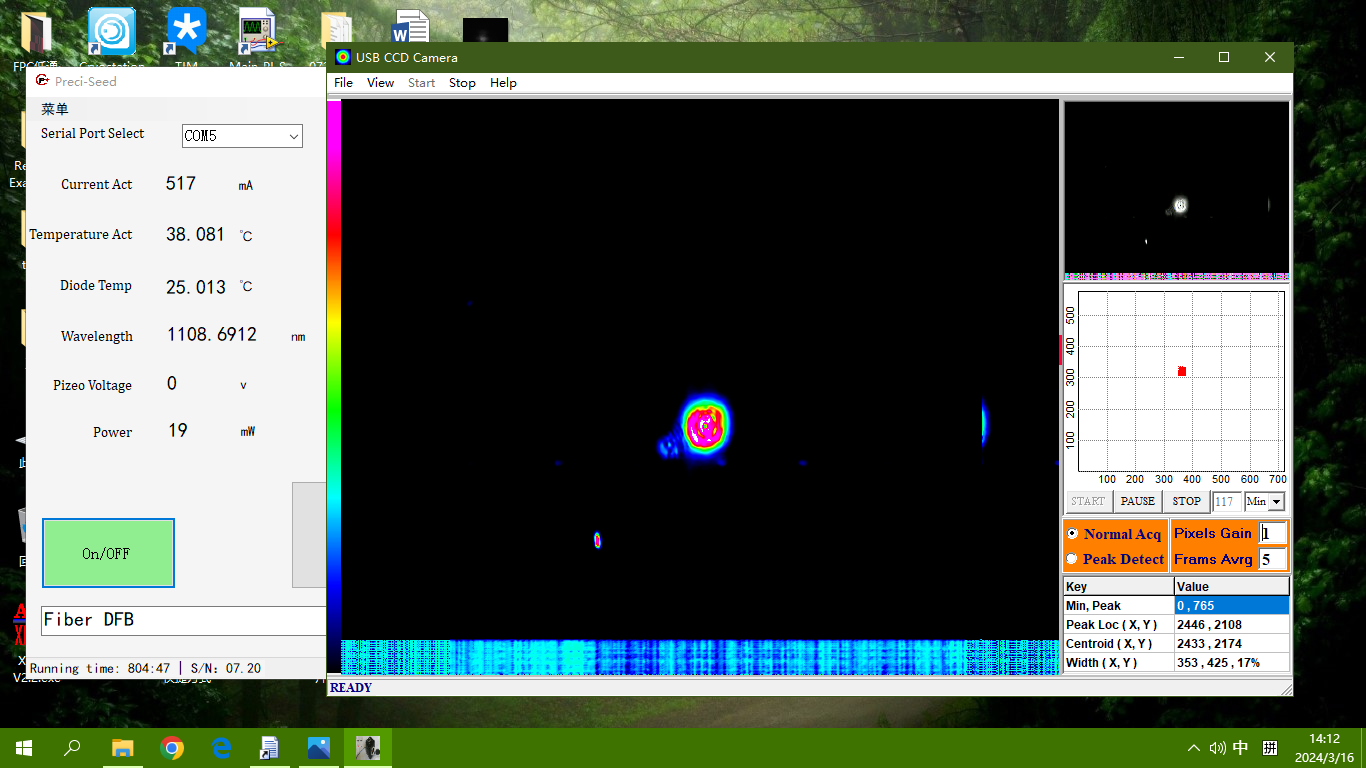 TIM
USB CCD Camera
File View Start Stop Help
Preci-Seed
菜单
Serial Port Select COM5
Current Act 517 mA
Temperature Act 38.081 ℃
Diode Temp 25.013 ℃
Wavelength 1108.6912 nm
Pizeo Voltage 0 v
Power 19 mW
On/OFF
Fiber DFB
Running time: 804:47 | S/N: 07.20
500
400
300
200
100
100 200 300 400 500 600 700
START PAUSE STOP 117 Min
Normal Acq Pixels Gain 1
Peak Detect Frams Avrg 5
Key Value
Min, Peak 0 , 765
Peak Loc ( X, Y ) 2446 , 2108
Centroid ( X, Y ) 2433 , 2174
Width ( X, Y ) 353 , 425 , 17%
READY
中 拼
14:12
2024/3/16